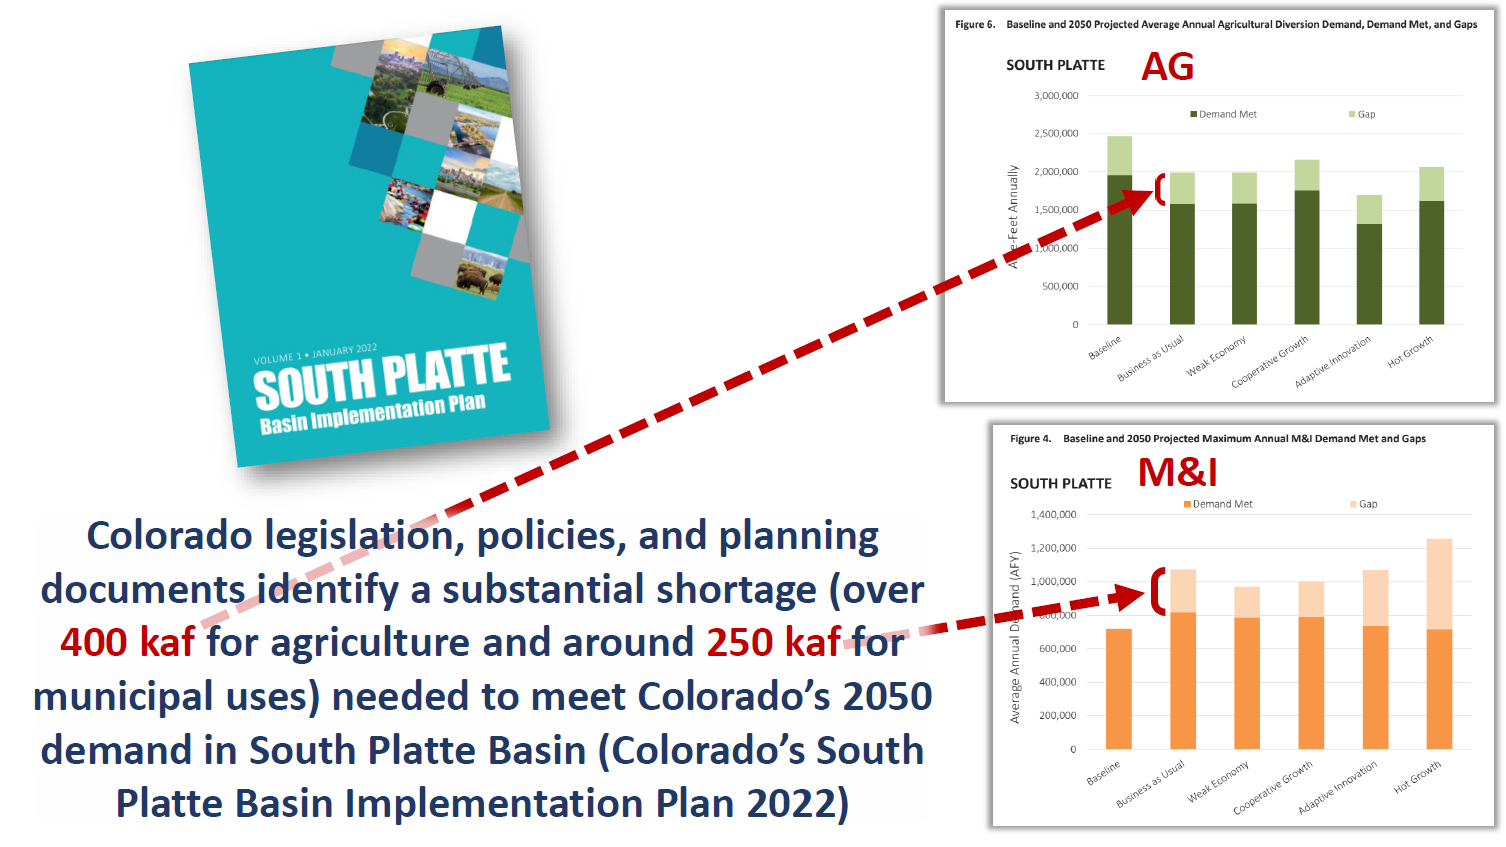 VOLUME 1 • JANUARY 2022
SOUTH PLATTE
Basin Implementation Plan
Colorado legislation, policies, and planning
documents identify a substantial shortage (over
400 kaf for agriculture and around 250 kaf for
municipal uses) needed to meet Colorado’s 2050
demand in South Platte Basin (Colorado’s South
Platte Basin Implementation Plan 2022)
Figure 6. Baseline and 2050 Projected Average Annual Agricultural Diversion Demand, Demand Met, and Gaps
SOUTH PLATTE
AG
Demand Met
Gap
Acre-Feet Annually
3,000,000
2,500,000
2,000,000
1,500,000
1,000,000
500,000
0
Baseline
Business as Usual
Weak Economy
Cooperative Growth
Adaptive Innovation
Hot Growth
Figure 4. Baseline and 2050 Projected Maximum Annual M&I Demand Met and Gaps
SOUTH PLATTE
M&I
Demand Met
Gap
Average Annual Demand (AFY)
1,400,000
1,200,000
1,000,000
800,000
600,000
400,000
200,000
0
Baseline
Business as Usual
Weak Economy
Cooperative Growth
Adaptive Innovation
Hot Growth